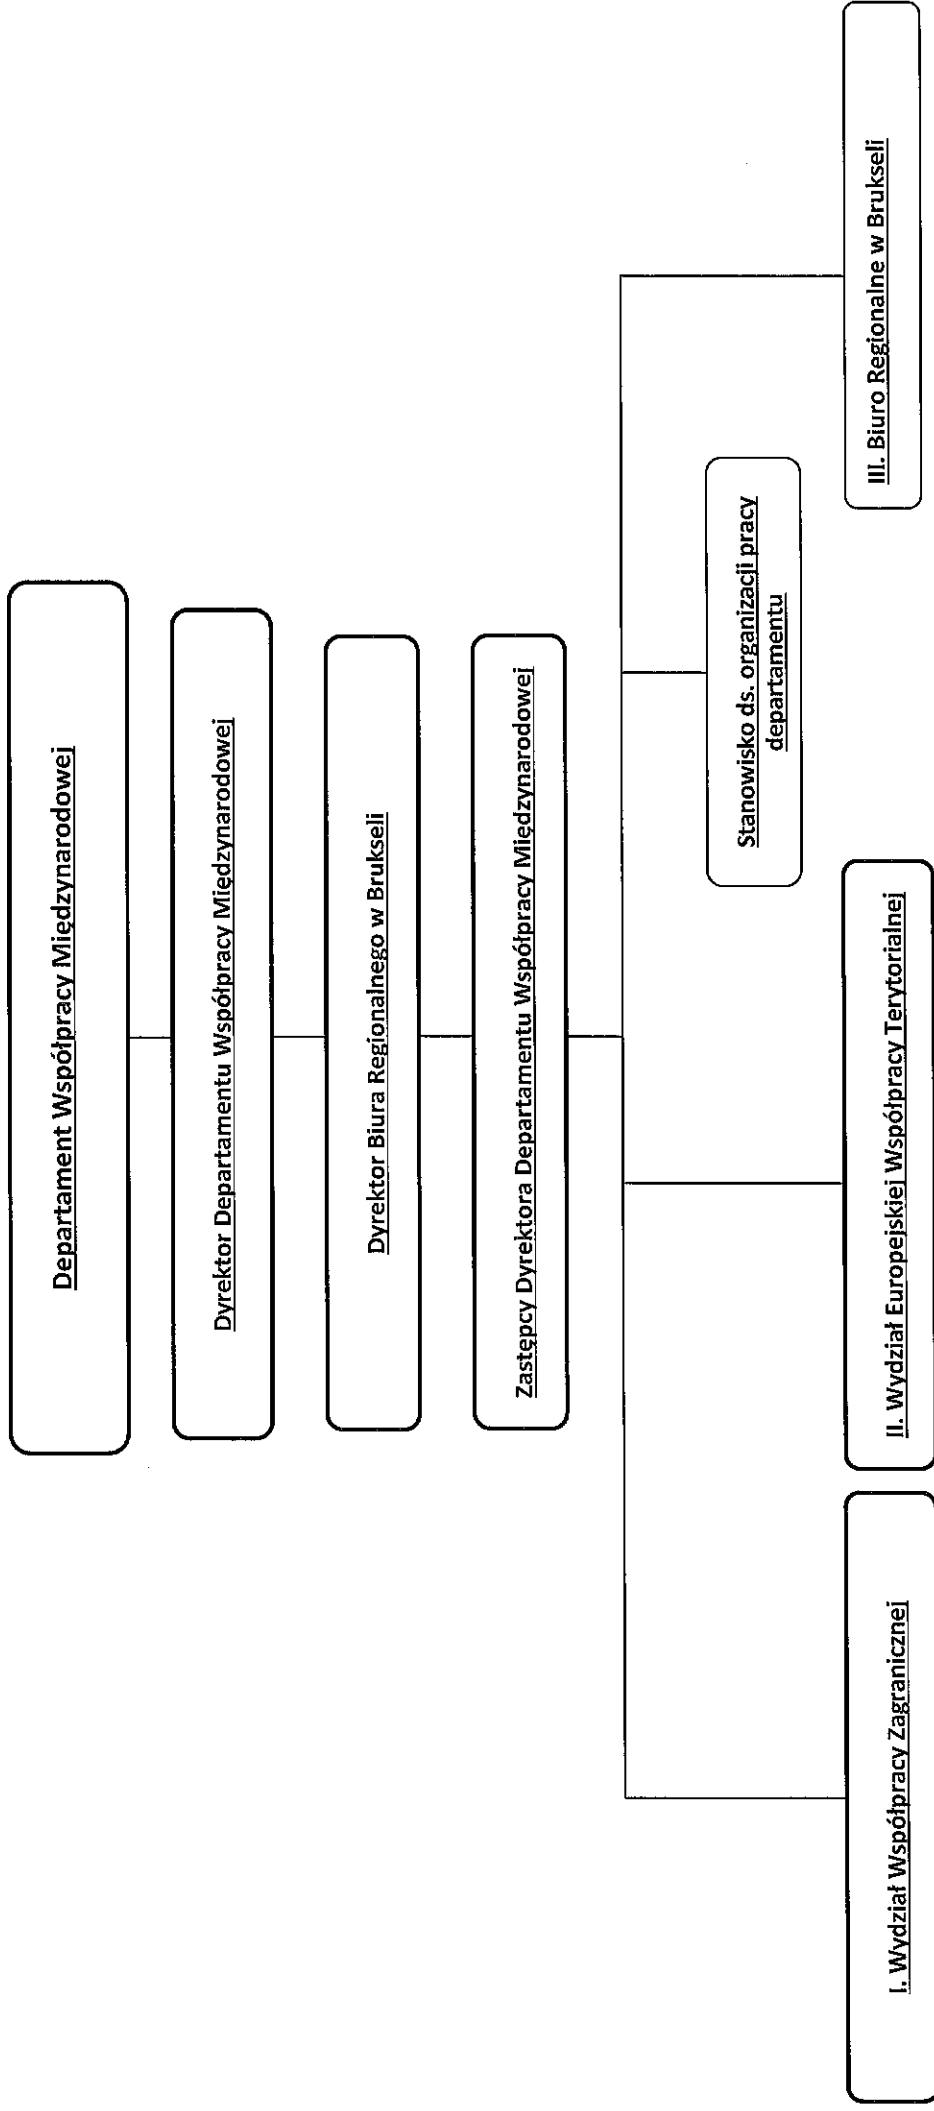 Departament Współpracy Międzynarodowej
Dyrektor Departamentu Współpracy Międzynarodowej
Dyrektor Biura Regionalnego w Brukseli
Zastępcy Dyrektora Departamentu Współpracy Międzynarodowej
Stanowisko ds. organizacji pracy
departamentu
I. Wydział Współpracy Zagranicznej
II. Wydział Europejskiej Współpracy Terytorialnej
III. Biuro Regionalne w Brukseli